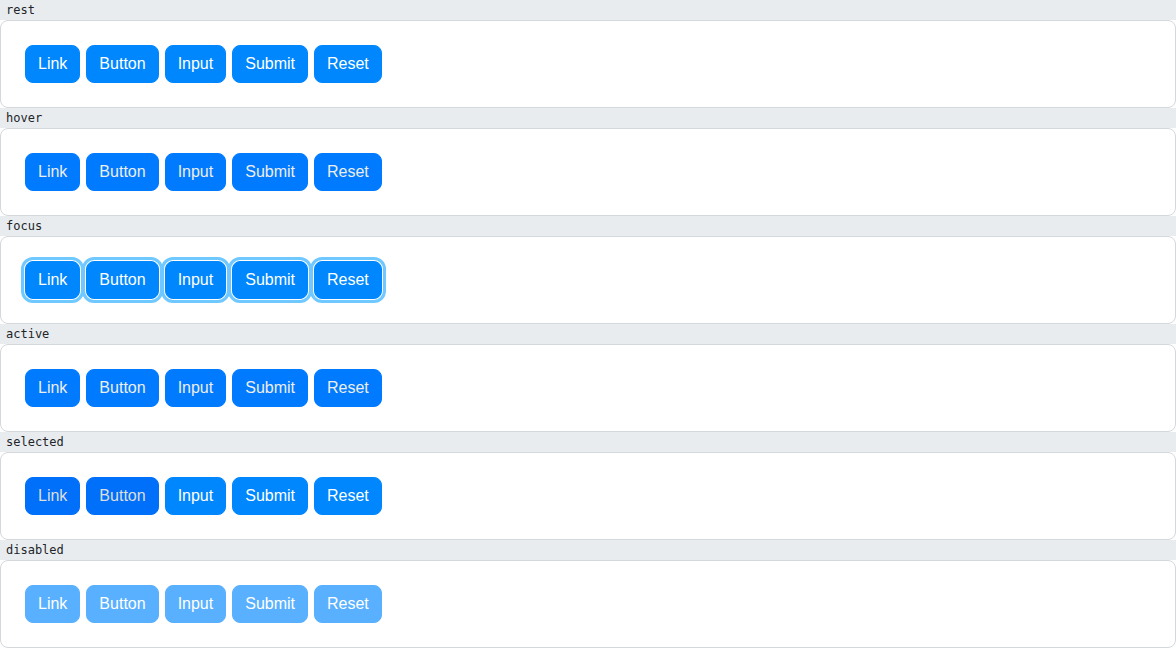 rest
Link Button Input Submit Reset
hover
Link Button Input Submit Reset
focus
Link Button Input Submit Reset
active
Link Button Input Submit Reset
selected
Link Button Input Submit Reset
disabled
Link Button Input Submit Reset